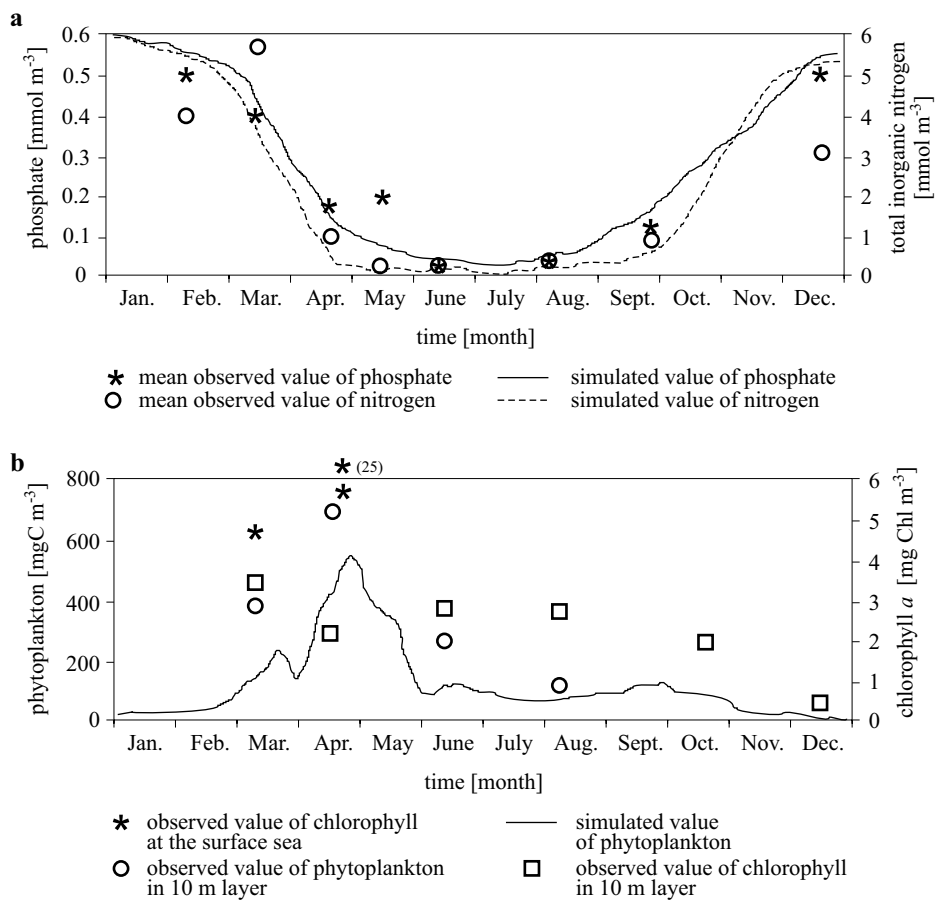 a
phosphate [mmol m-3]
0.6
0.5
0.4
0.3
0.2
0.1
0
6
5
4
3
2
1
0
total inorganic nitrogen
[mmol m-3]
Jan. Feb. Mar. Apr. May June July Aug. Sept. Oct. Nov. Dec.
time [month]
mean observed value of phosphate
simulated value of phosphate
mean observed value of nitrogen
simulated value of nitrogen
b
phytoplankton [mgC m-3]
800
600
400
200
0
(25)
6
5
4
3
2
1
0
chlorophyll a [mg Chl m-3]
Jan. Feb. Mar. Apr. May June July Aug. Sept. Oct. Nov. Dec.
time [month]
observed value of chlorophyll
at the surface sea
simulated value
of phytoplankton
observed value of phytoplankton
in 10 m layer
observed value of chlorophyll
in 10 m layer